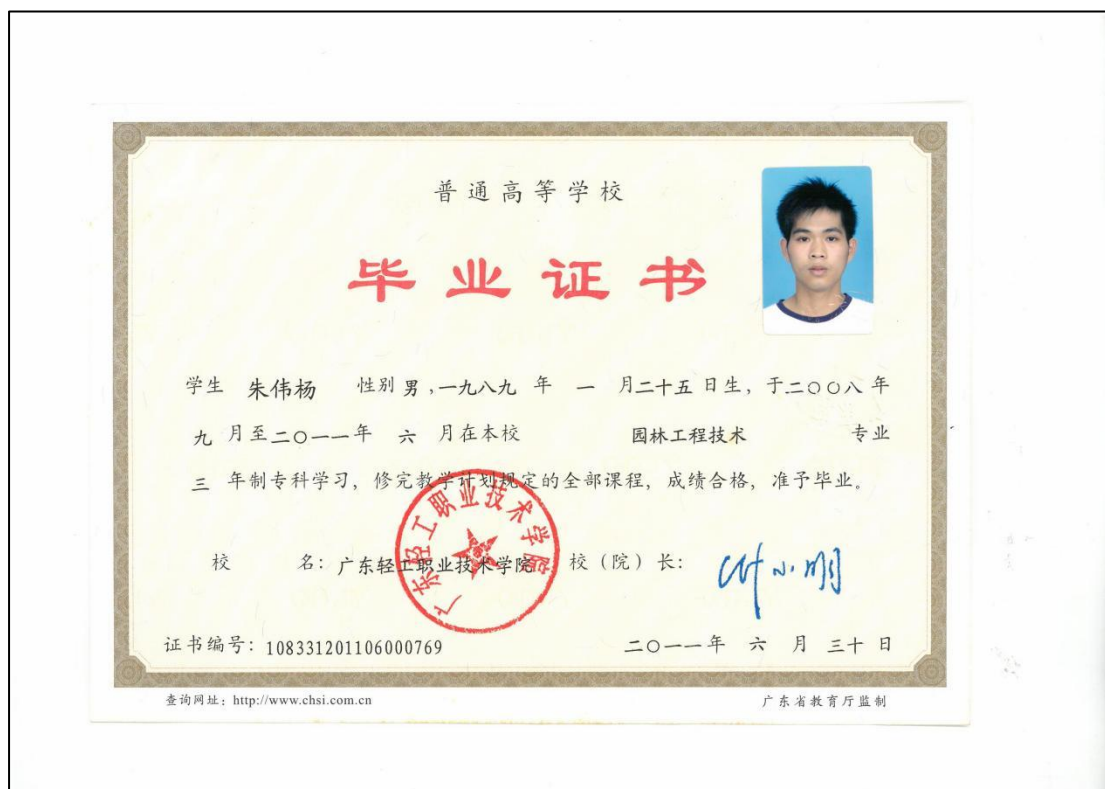 普通高等学校
毕业证书
学生 朱伟杨 性别 男，一九八九 年 一 月二十五日生，于二〇〇八年
九 月至二〇一一年 六 月在本校 园林工程技术 专业
三 年制专科学习，修完教学计划规定的全部课程，成绩合格，准予毕业。
广东轻工职业技术学院
校 名：广东轻工职业技术学院 校（院）长：
证书编号：108331201106000769 二〇一一年 六 月 三十 日
查询网址：http://www.chsi.com.cn 广东省教育厅监制